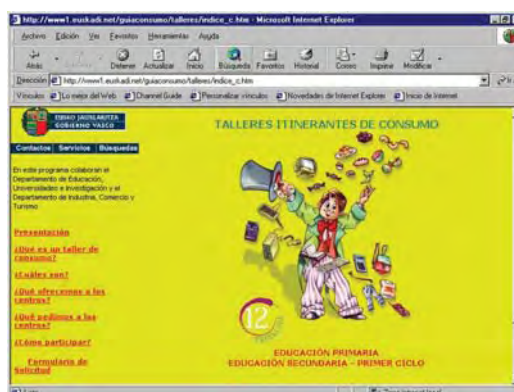 http://www1.euskadi.net/guiaconsumo/talleres/indice_c.htm - Microsoft Internet Explorer
Archivo Edición Ver Favoritos Herramientas Ayuda
Atrás Detener Actualizar Inicio Búsqueda Favoritos Historial Correo Imprimir Modificar
Dirección http://www1.euskadi.net/guiaconsumo/talleres/indice_c.htm Ir
Vínculos Lo mejor del Web Channel Guide Personalizar vínculos Novedades de Internet Explorer Inicio de Internet
EUSKO JAURLARITZA
GOBIERNO VASCO
TALLERES ITINERANTES DE CONSUMO
Contactos Servicios Búsquedas
En este programa colaboran el
Departamento de Educación,
Universidades e Investigación y el
Departamento de Industria, Comercio y
Turismo
Presentación
¿Qué es un taller de
consumo?
¿Cuáles son?
¿Qué ofrecemos a los
centros?
¿Qué pedimos a los
centros?
¿Cómo participar?
Formulario de
Solicitud
12
EDUCACIÓN PRIMARIA
EDUCACIÓN SECUNDARIA - PRIMER CICLO